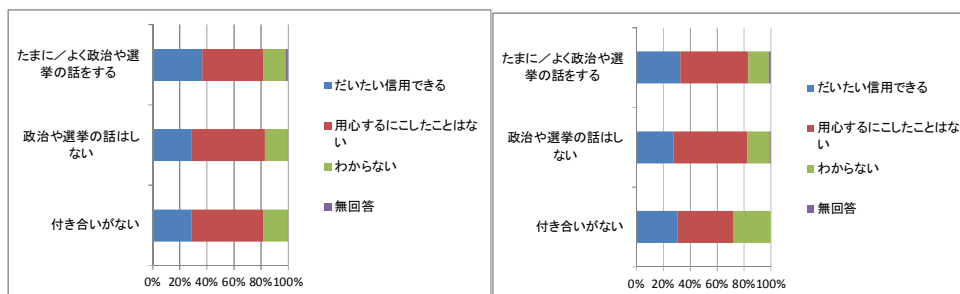 たまに／よく政治や選
挙の話をする
政治や選挙の話はし
ない
付き合いがない
0% 20% 40% 60% 80%100%
だいたい信用できる
用心するにこしたことはな
い
わからない
無回答
たまに／よく政治や選
挙の話をする
政治や選挙の話はし
ない
付き合いがない
0% 20% 40% 60% 80%100%
だいたい信用できる
用心するにこしたことはな
い
わからない
無回答